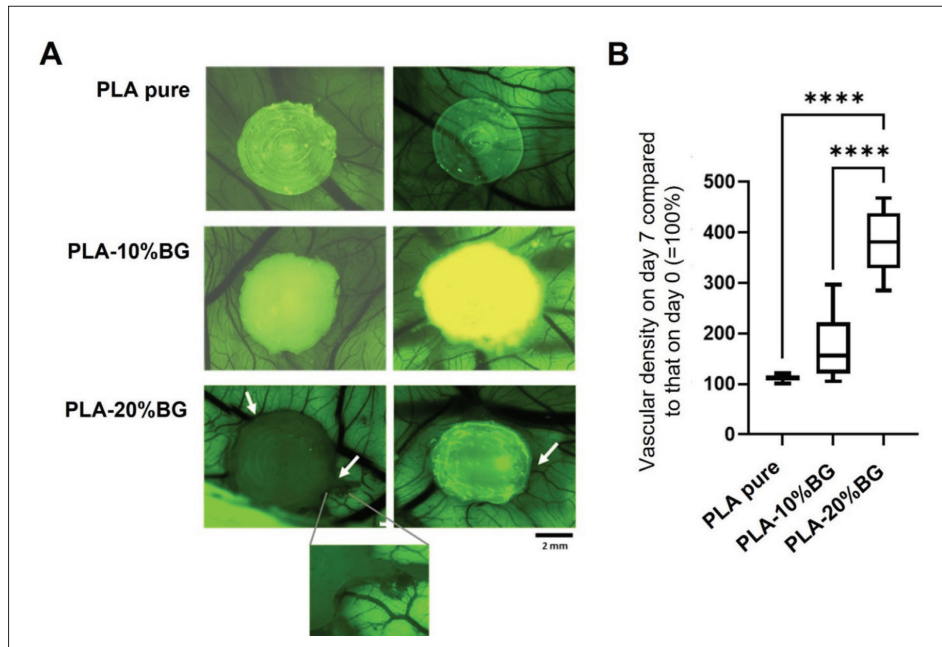 A
PLA pure
PLA-10%BG
PLA-20%BG
2 mm
B
****
****
Vascular density on day 7 compared
to that on day 0 (=100%)
500
400
300
200
100
0
PLA pure
PLA-10%BG
PLA-20%BG